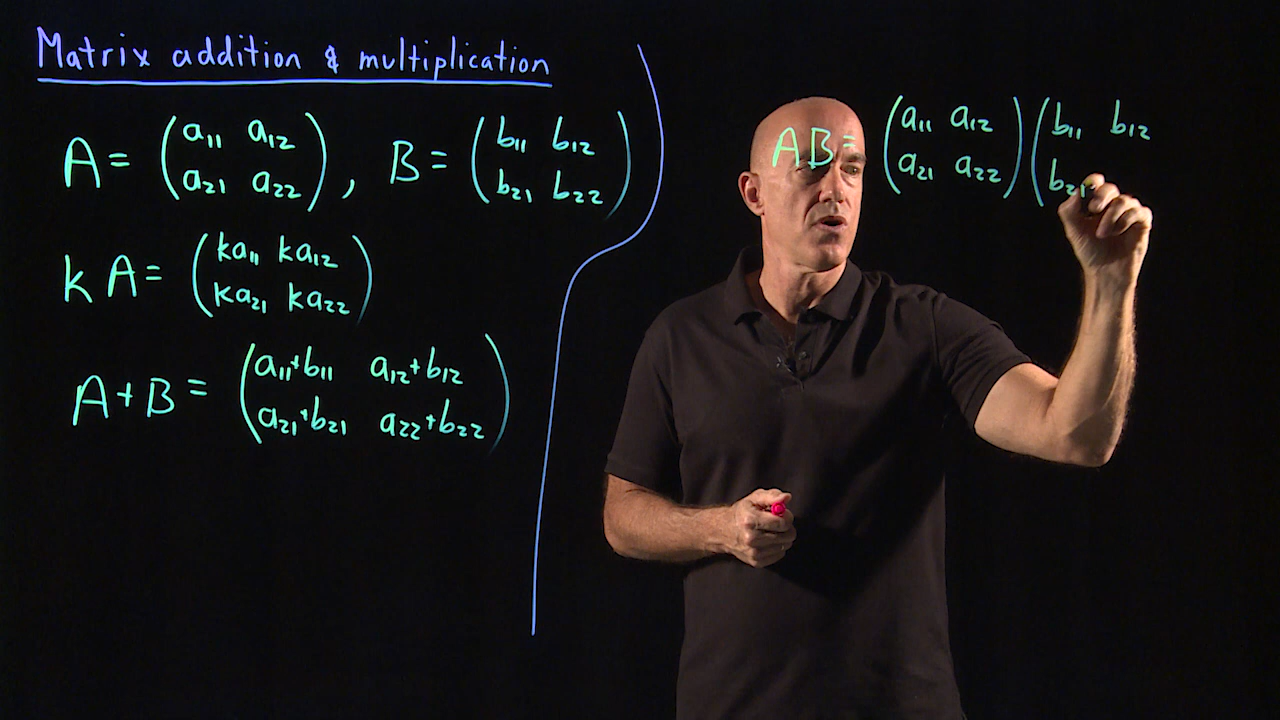 Matrix addition & multiplication
A = (a₁₁ a₁₂
a₂₁ a₂₂), B = (b₁₁ b₁₂
b₂₁ b₂₂)
kA = (ka₁₁ ka₁₂
ka₂₁ ka₂₂)
A+B = (a₁₁+b₁₁ a₁₂+b₁₂
a₂₁+b₂₁ a₂₂+b₂₂)
AB = (a₁₁ a₁₂
a₂₁ a₂₂)(b₁₁ b₁₂
b₂₁